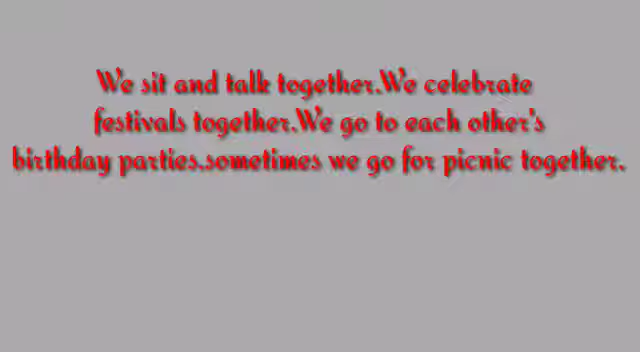 We sit and talk together.We celebrate
festivals together.We go to each other's
birthday parties.sometimes we go for picnic together.